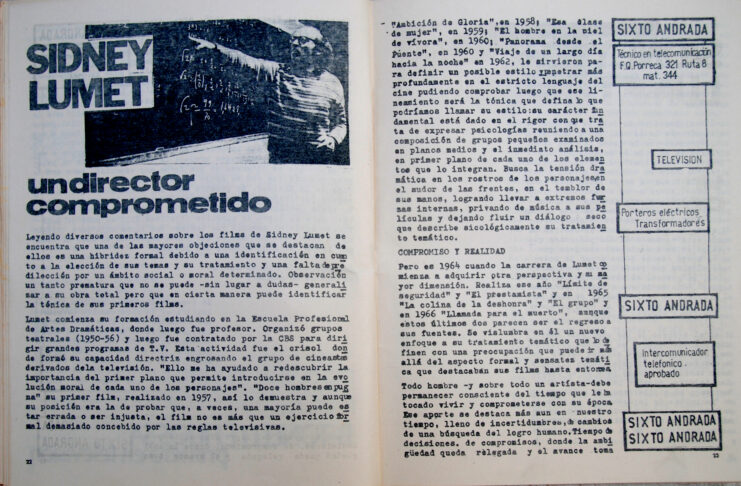 SIDNEY
LUMET
un director
comprometido
Leyendo diversos comentarios sobre los films de Sidney Lumet se
encuentra que una de las mayores objeciones que se destacan de
ellos es una híbridez formal debido a una identificación en cuan
to a la elección de sus temas y su tratamiento y una falta de pre
dilección por un ámbito social o moral determinado. Observación
un tanto prematura que no se puede -sin lugar a dudas- generali
zar a su obra total pero que en cierta manera puede identificar
la tónica de sus primeros films.
Lumet comienza su formación estudiando en la Escuela Profesional
de Artes Dramáticas, donde luego fue profesor. Organizó grupos
teatrales (1950-56) y luego fue contratado por la CBS para diri
gir grandes programas de T.V. Esta actividad fue el crisol don
de formó su capacidad directriz engrosando el grupo de cineastas
derivados dela televisión. "Ello me ha ayudado a redescubrir la
importancia del primer plano que permite introducirse en la evo
lución moral de cada uno de los personajes". "Doce hombres en pug
na" su primer film, realizado en 1957, así lo demuestra y aunque
su posición era la de probar que, a veces, una mayoría puede es
tar errada o ser injusta, el film no es más que un ejercicio for
mal demasiado concebido por las reglas televisivas.
22
"Ambición de Gloria", en 1958; "Esa clase
de mujer", en 1959; "El hombre en la piel
de vívora", en 1960; "Panorama desde el
Puente", en 1960 y "Viaje de un largo día
hacia la noche" en 1962, le sirvieron pa
ra definir un posible estilo y penetrar más
profundamente en el estricto lenguaje del
cine pudiendo comprobar luego que ese li-
neamiento será la tónica que defina lo que
podríamos llamar su estilo: su carácter fun
damental está dado en el rigor con que tra
ta de expresar psicologías reuniendo a una
composición de grupos pequeños examinados
en planos medios y el inmediato análisis,
en primer plano de cada uno de los elemen
tos que lo integran. Busca la tensión dra
mática en los rostros de los personajes, en
el sudor de las frentes, en el temblor de
sus manos, logrando llevar a extremos fuer
zas internas, privando de música a sus pe
lículas y dejando fluir un diálogo seco
que describe sicológicamente su tratamien
to temático.
COMPROMISO Y REALIDAD
Pero es 1964 cuando la carrera de Lumet co
mienza a adquirir otra perspectiva y su ma
yor dimensión. Realiza ese año "Límite de
seguridad" y "El prestamista" y en 1965
"La colina de la deshonra" y "El grupo" y
en 1966 "Llamada para el muerto", aunque
estos últimos dos parecen ser el regreso a
sus fuentes. Se vislumbra en él un nuevo
enfoque a su tratamiento temático que lo de
finen con una preocupación que puede ir más
allá del aspecto formal y sensates temáti
ca que destacaban sus films hasta entonces
Todo hombre -y sobre todo un artista- debe
permanecer consciente del tiempo que le ha
tocado vivir y comprometerse con su época.
Ese aporte se destaca más aun en nuestro
tiempo, lleno de incertidumbres, de cambios
de una búsqueda del logro humano. Tiempo de
decisiones, de compromisos, donde la ambi
güedad queda relegada y el avance toma
SIXTO ANDRADA
Técnico en telecomunicación
F.Q. Porreca 321 Ruta 8
mat. 344
TELEVISION
Porteros eléctricos
Transformadores
SIXTO ANDRADA
Intercomunicador
telefonico
aprobado
SIXTO ANDRADA
SIXTO ANDRADA
23